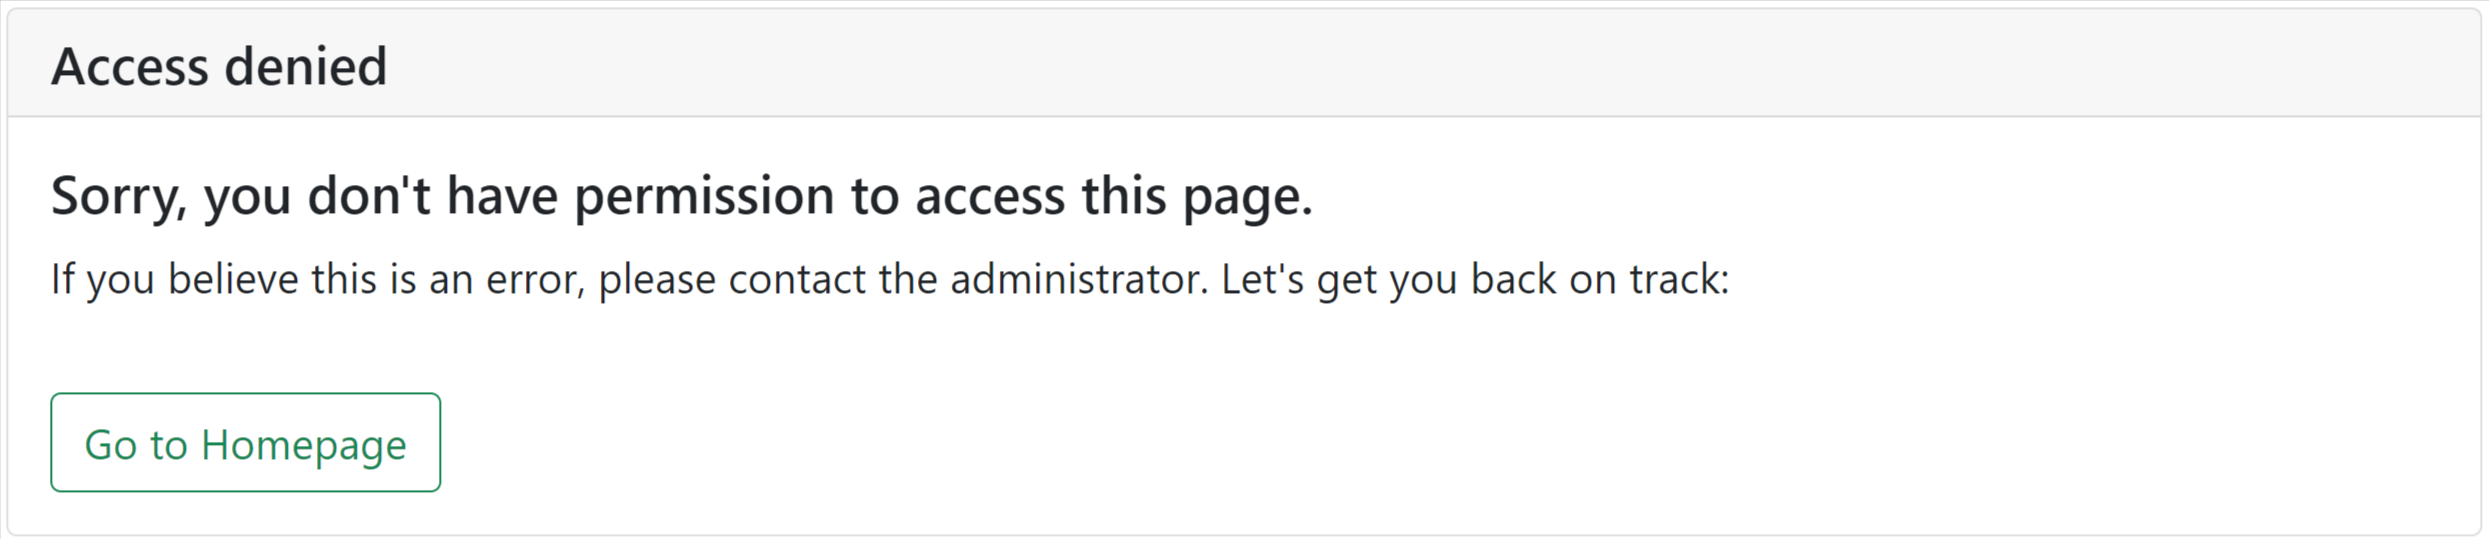 Access denied
Sorry, you don't have permission to access this page.
If you believe this is an error, please contact the administrator. Let's get you back on track:
Go to Homepage